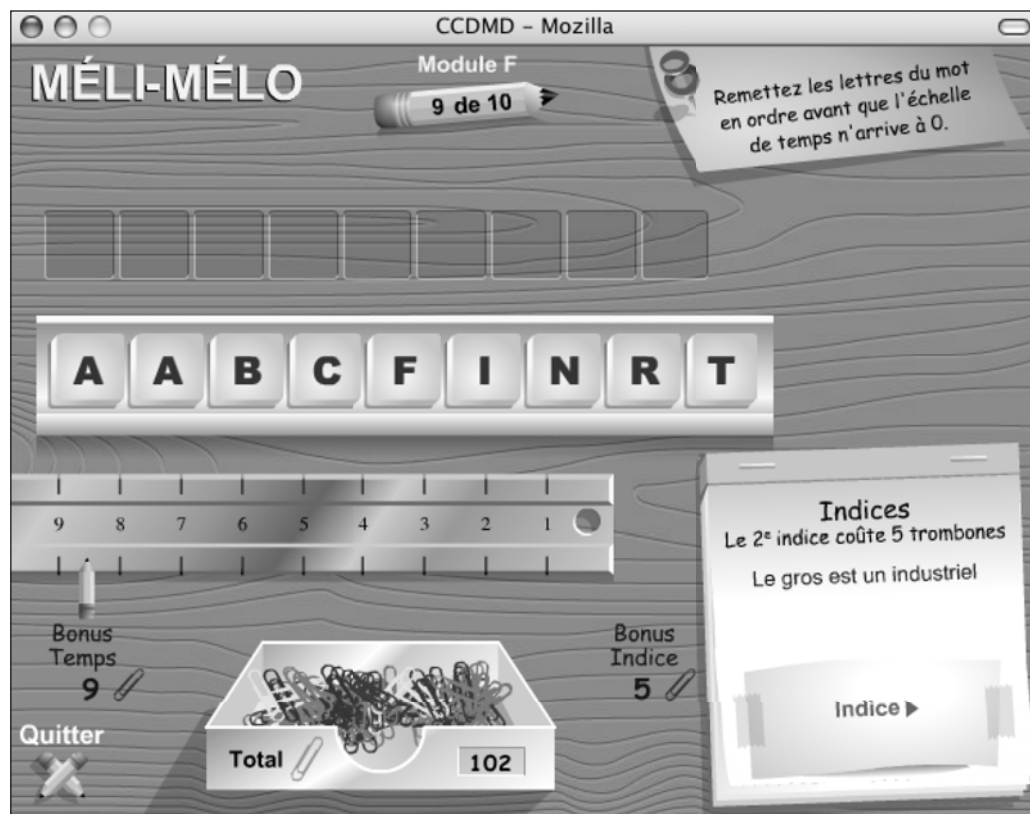 CCDMD – Mozilla
MÉLI-MÉLO
Module F
9 de 10
Remettez les lettres du mot
en ordre avant que l'échelle
de temps n'arrive à 0.
A A B C F I N R T
9 8 7 6 5 4 3 2 1
Indices
Le 2e indice coûte 5 trombones
Le gros est un industriel
Indice
Bonus
Temps
9
Bonus
Indice
5
Quitter
Total
102